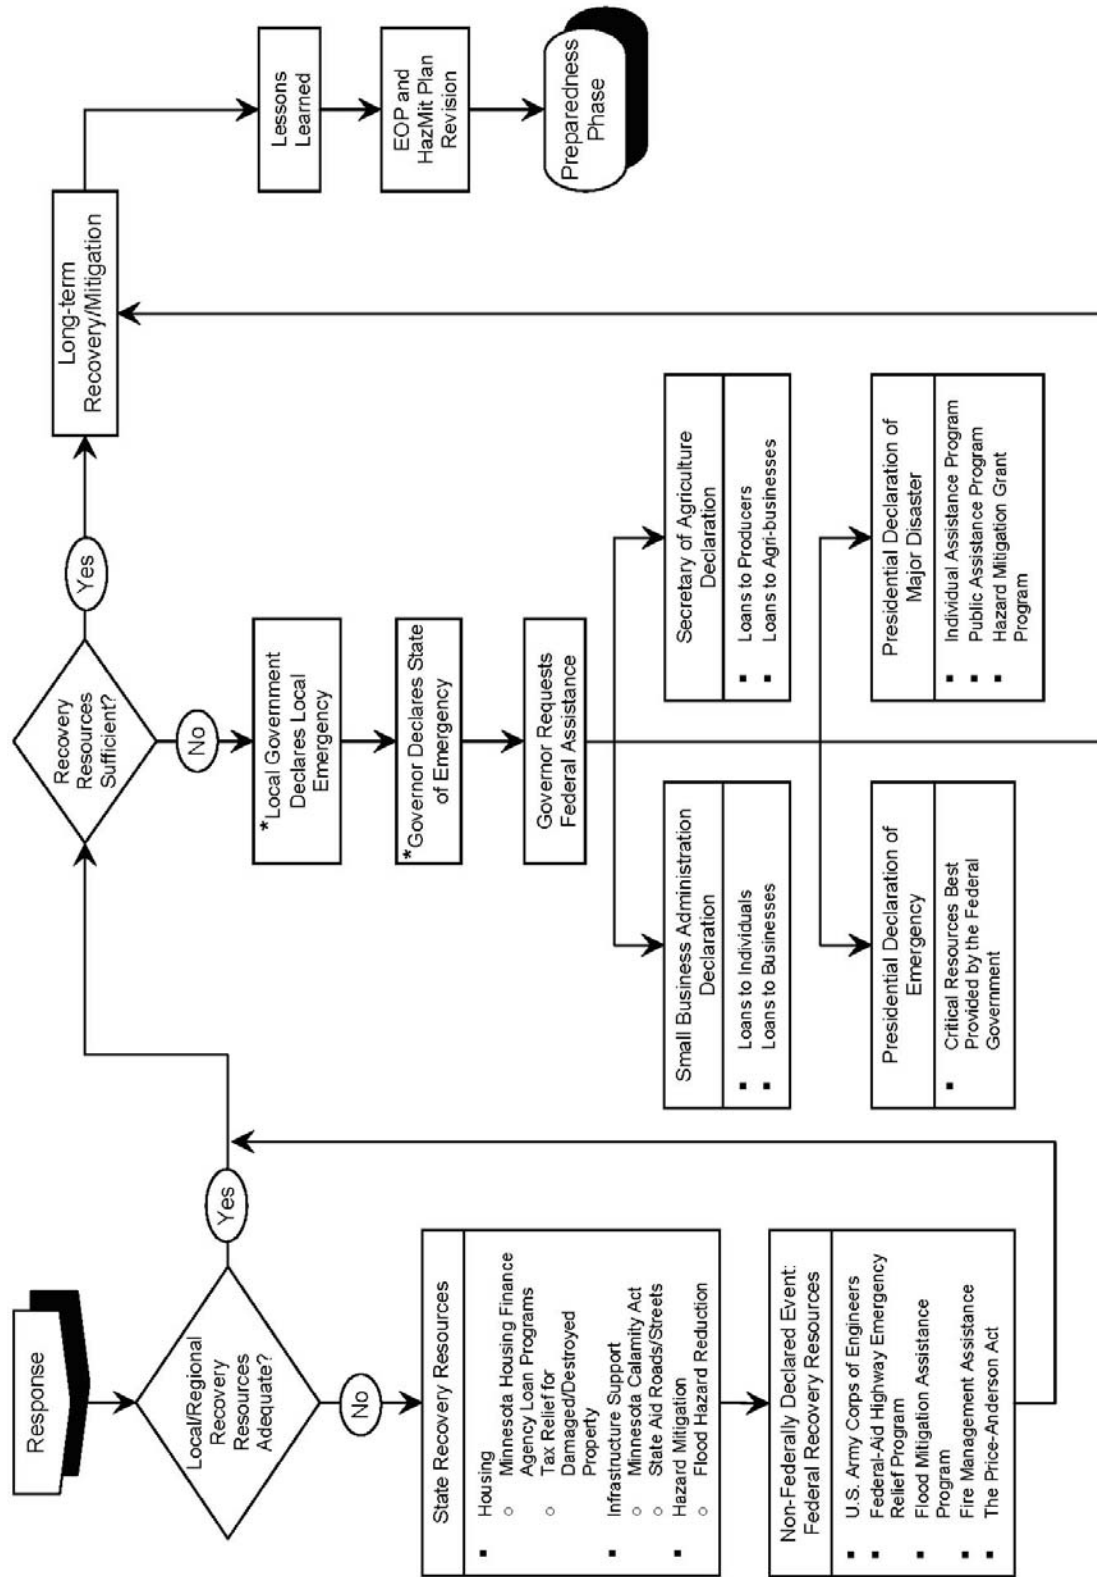 Response
Local/Regional
Recovery
Resources
Adequate?
Yes
No
State Recovery Resources
▪ Housing
○ Minnesota Housing Finance
Agency Loan Programs
○ Tax Relief for
Damaged/Destroyed
Property
▪ Infrastructure Support
○ Minnesota Calamity Act
○ State Aid Roads/Streets
▪ Hazard Mitigation
○ Flood Hazard Reduction
Non-Federally Declared Event:
Federal Recovery Resources
▪ U.S. Army Corps of Engineers
▪ Federal-Aid Highway Emergency
Relief Program
▪ Flood Mitigation Assistance
Program
▪ Fire Management Assistance
▪ The Price-Anderson Act
Recovery
Resources
Sufficient?
Yes
No
*Local Government
Declares Local
Emergency
*Governor Declares State
of Emergency
Governor Requests
Federal Assistance
Small Business Administration
Declaration
▪ Loans to Individuals
▪ Loans to Businesses
Secretary of Agriculture
Declaration
▪ Loans to Producers
▪ Loans to Agri-businesses
Presidential Declaration of
Emergency
▪ Critical Resources Best
Provided by the Federal
Government
Presidential Declaration of
Major Disaster
▪ Individual Assistance Program
▪ Public Assistance Program
▪ Hazard Mitigation Grant
Program
Long-term
Recovery/Mitigation
Lessons
Learned
EOP and
HazMit Plan
Revision
Preparedness
Phase